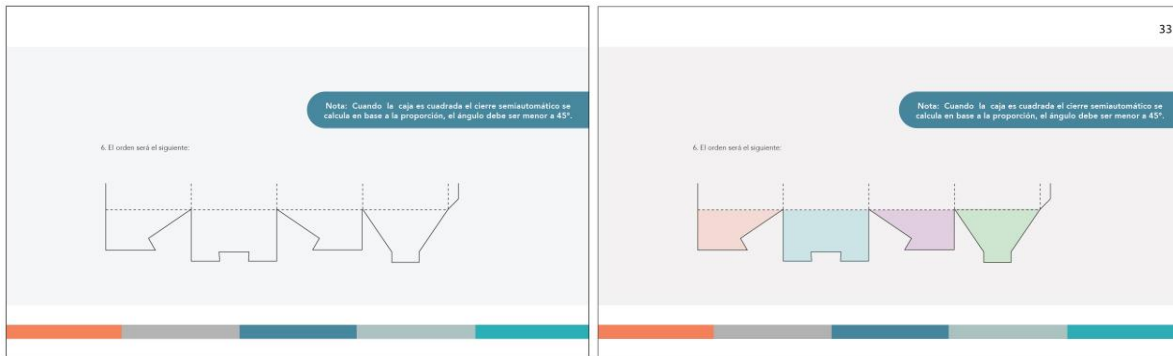 Nota: Cuando la caja es cuadrada el cierre semiautomático se
calcula en base a la proporción, el ángulo debe ser menor a 45°.
6. El orden será el siguiente:
33
Nota: Cuando la caja es cuadrada el cierre semiautomático se
calcula en base a la proporción, el ángulo debe ser menor a 45°.
6. El orden será el siguiente: